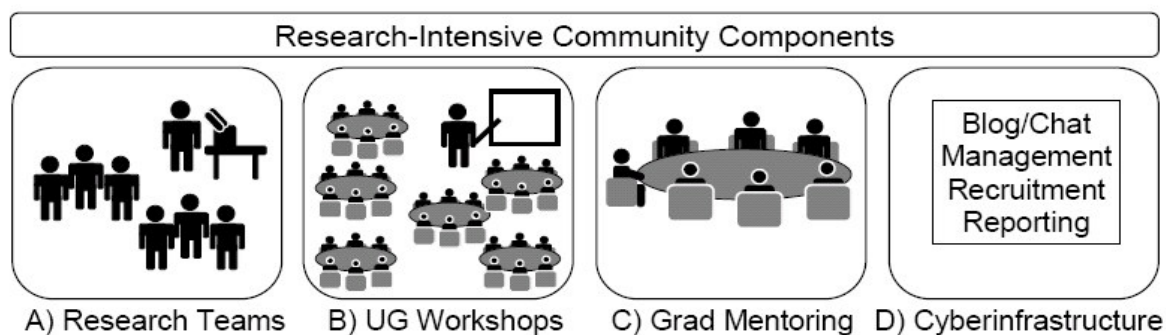 Research-Intensive Community Components
Blog/Chat
Management
Recruitment
Reporting
A) Research Teams
B) UG Workshops
C) Grad Mentoring
D) Cyberinfrastructure